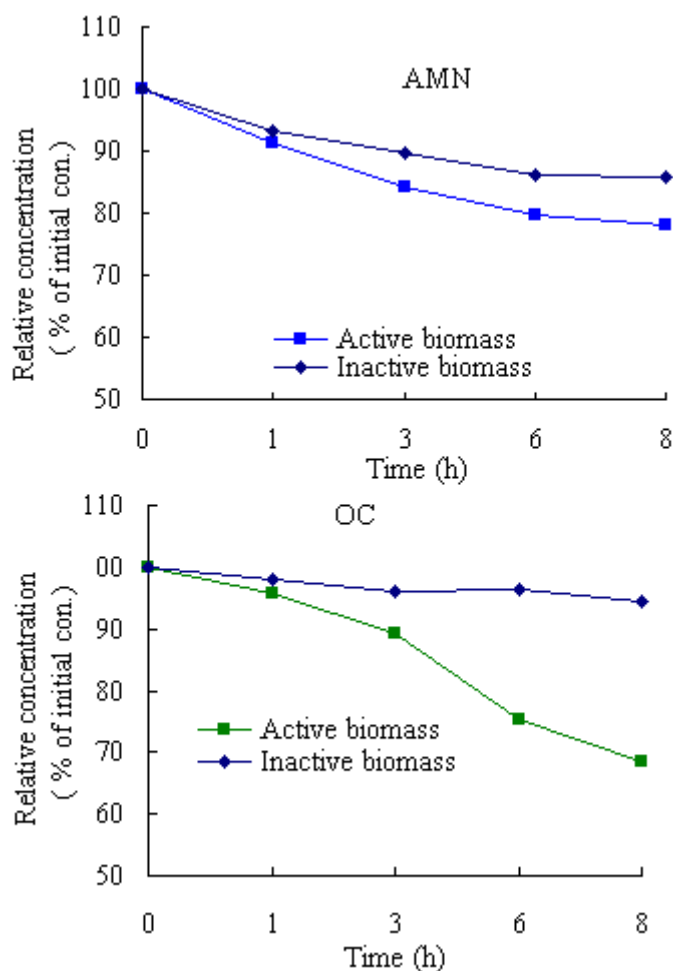 110
AMN
100
90
80
70
60
50
Relative concentration
( % of initial con.)
Active biomass
Inactive biomass
0 1 3 6 8
Time (h)
110
OC
00
90
80
70
60
50
Relative concentration
( % of initial con.)
Active biomass
Inactive biomass
0 1 3 6 8
Time (h)